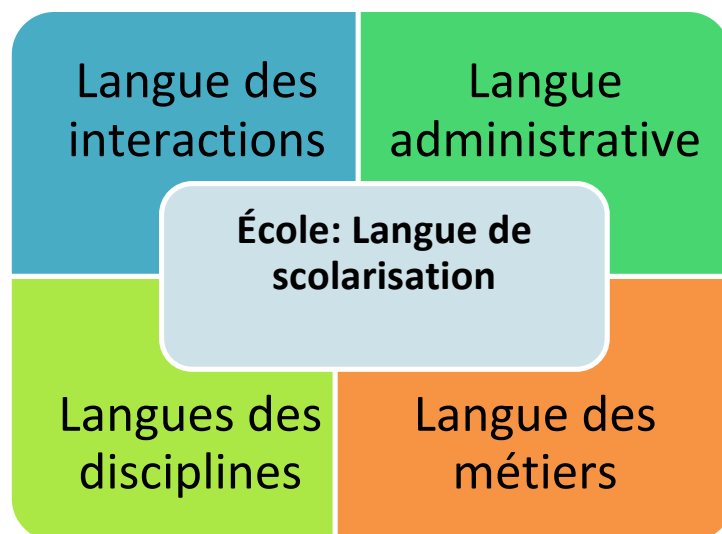 Langue des
interactions
Langue
administrative
École: Langue de
scolarisation
Langues des
disciplines
Langue des
métiers